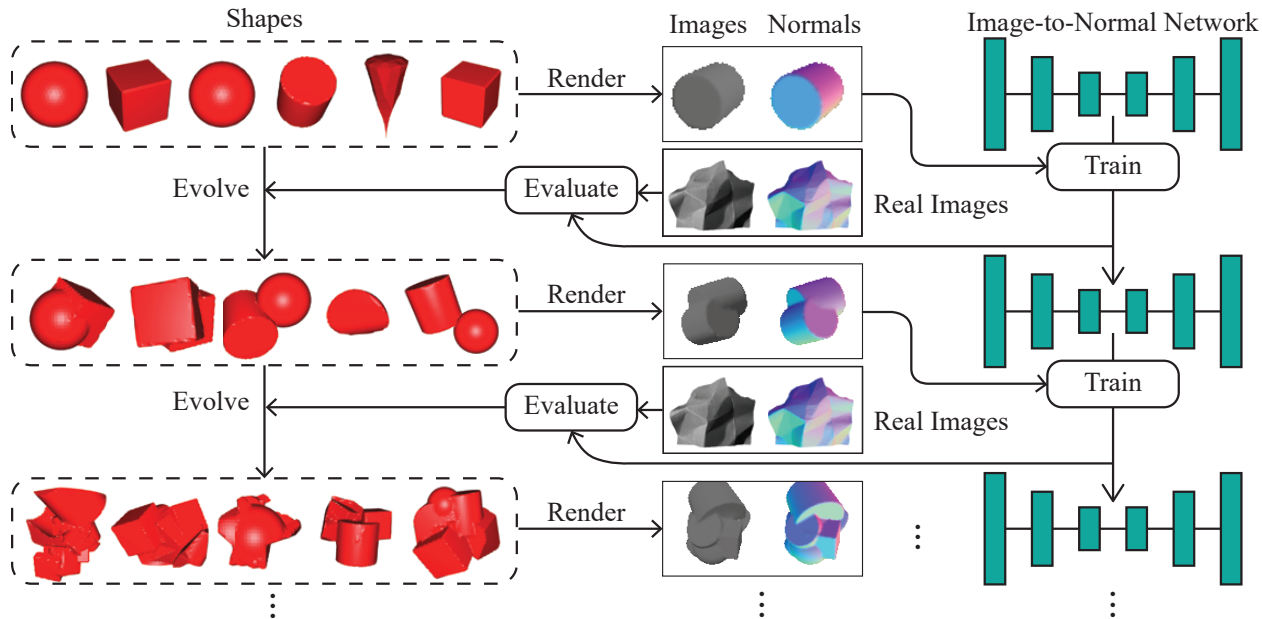 Shapes
Images
Normals
Image-to-Normal Network
Render
Train
Evolve
Evaluate
Real Images
Render
Train
Evolve
Evaluate
Real Images
Render